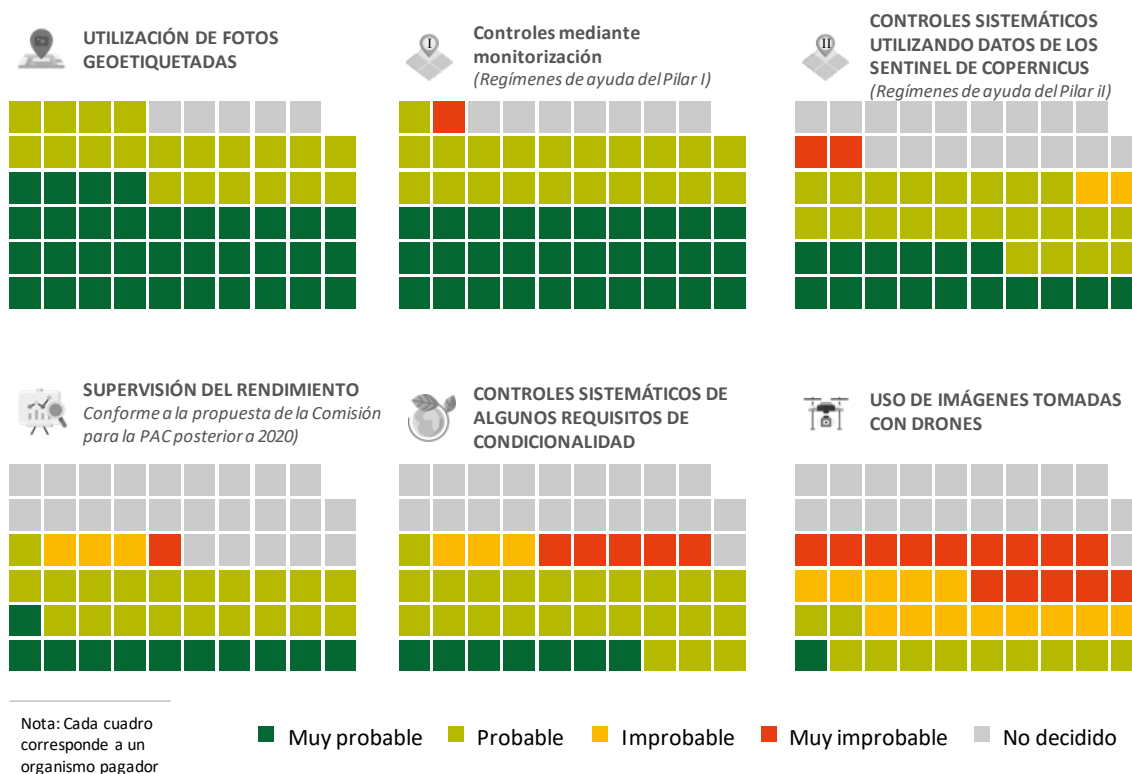 UTILIZACIÓN DE FOTOS
GEOETIQUETADAS
I
Controles mediante
monitorización
(Regímenes de ayuda del Pilar I)
II
CONTROLES SISTEMÁTICOS
UTILIZANDO DATOS DE LOS
SENTINEL DE COPERNICUS
(Regímenes de ayuda del Pilar iI)
SUPERVISIÓN DEL RENDIMIENTO
Conforme a la propuesta de la Comisión
para la PAC posterior a 2020)
CONTROLES SISTEMÁTICOS DE
ALGUNOS REQUISITOS DE
CONDICIONALIDAD
USO DE IMÁGENES TOMADAS
CON DRONES
Nota: Cada cuadro
corresponde a un
organismo pagador
Muy probable
Probable
Improbable
Muy improbable
No decidido